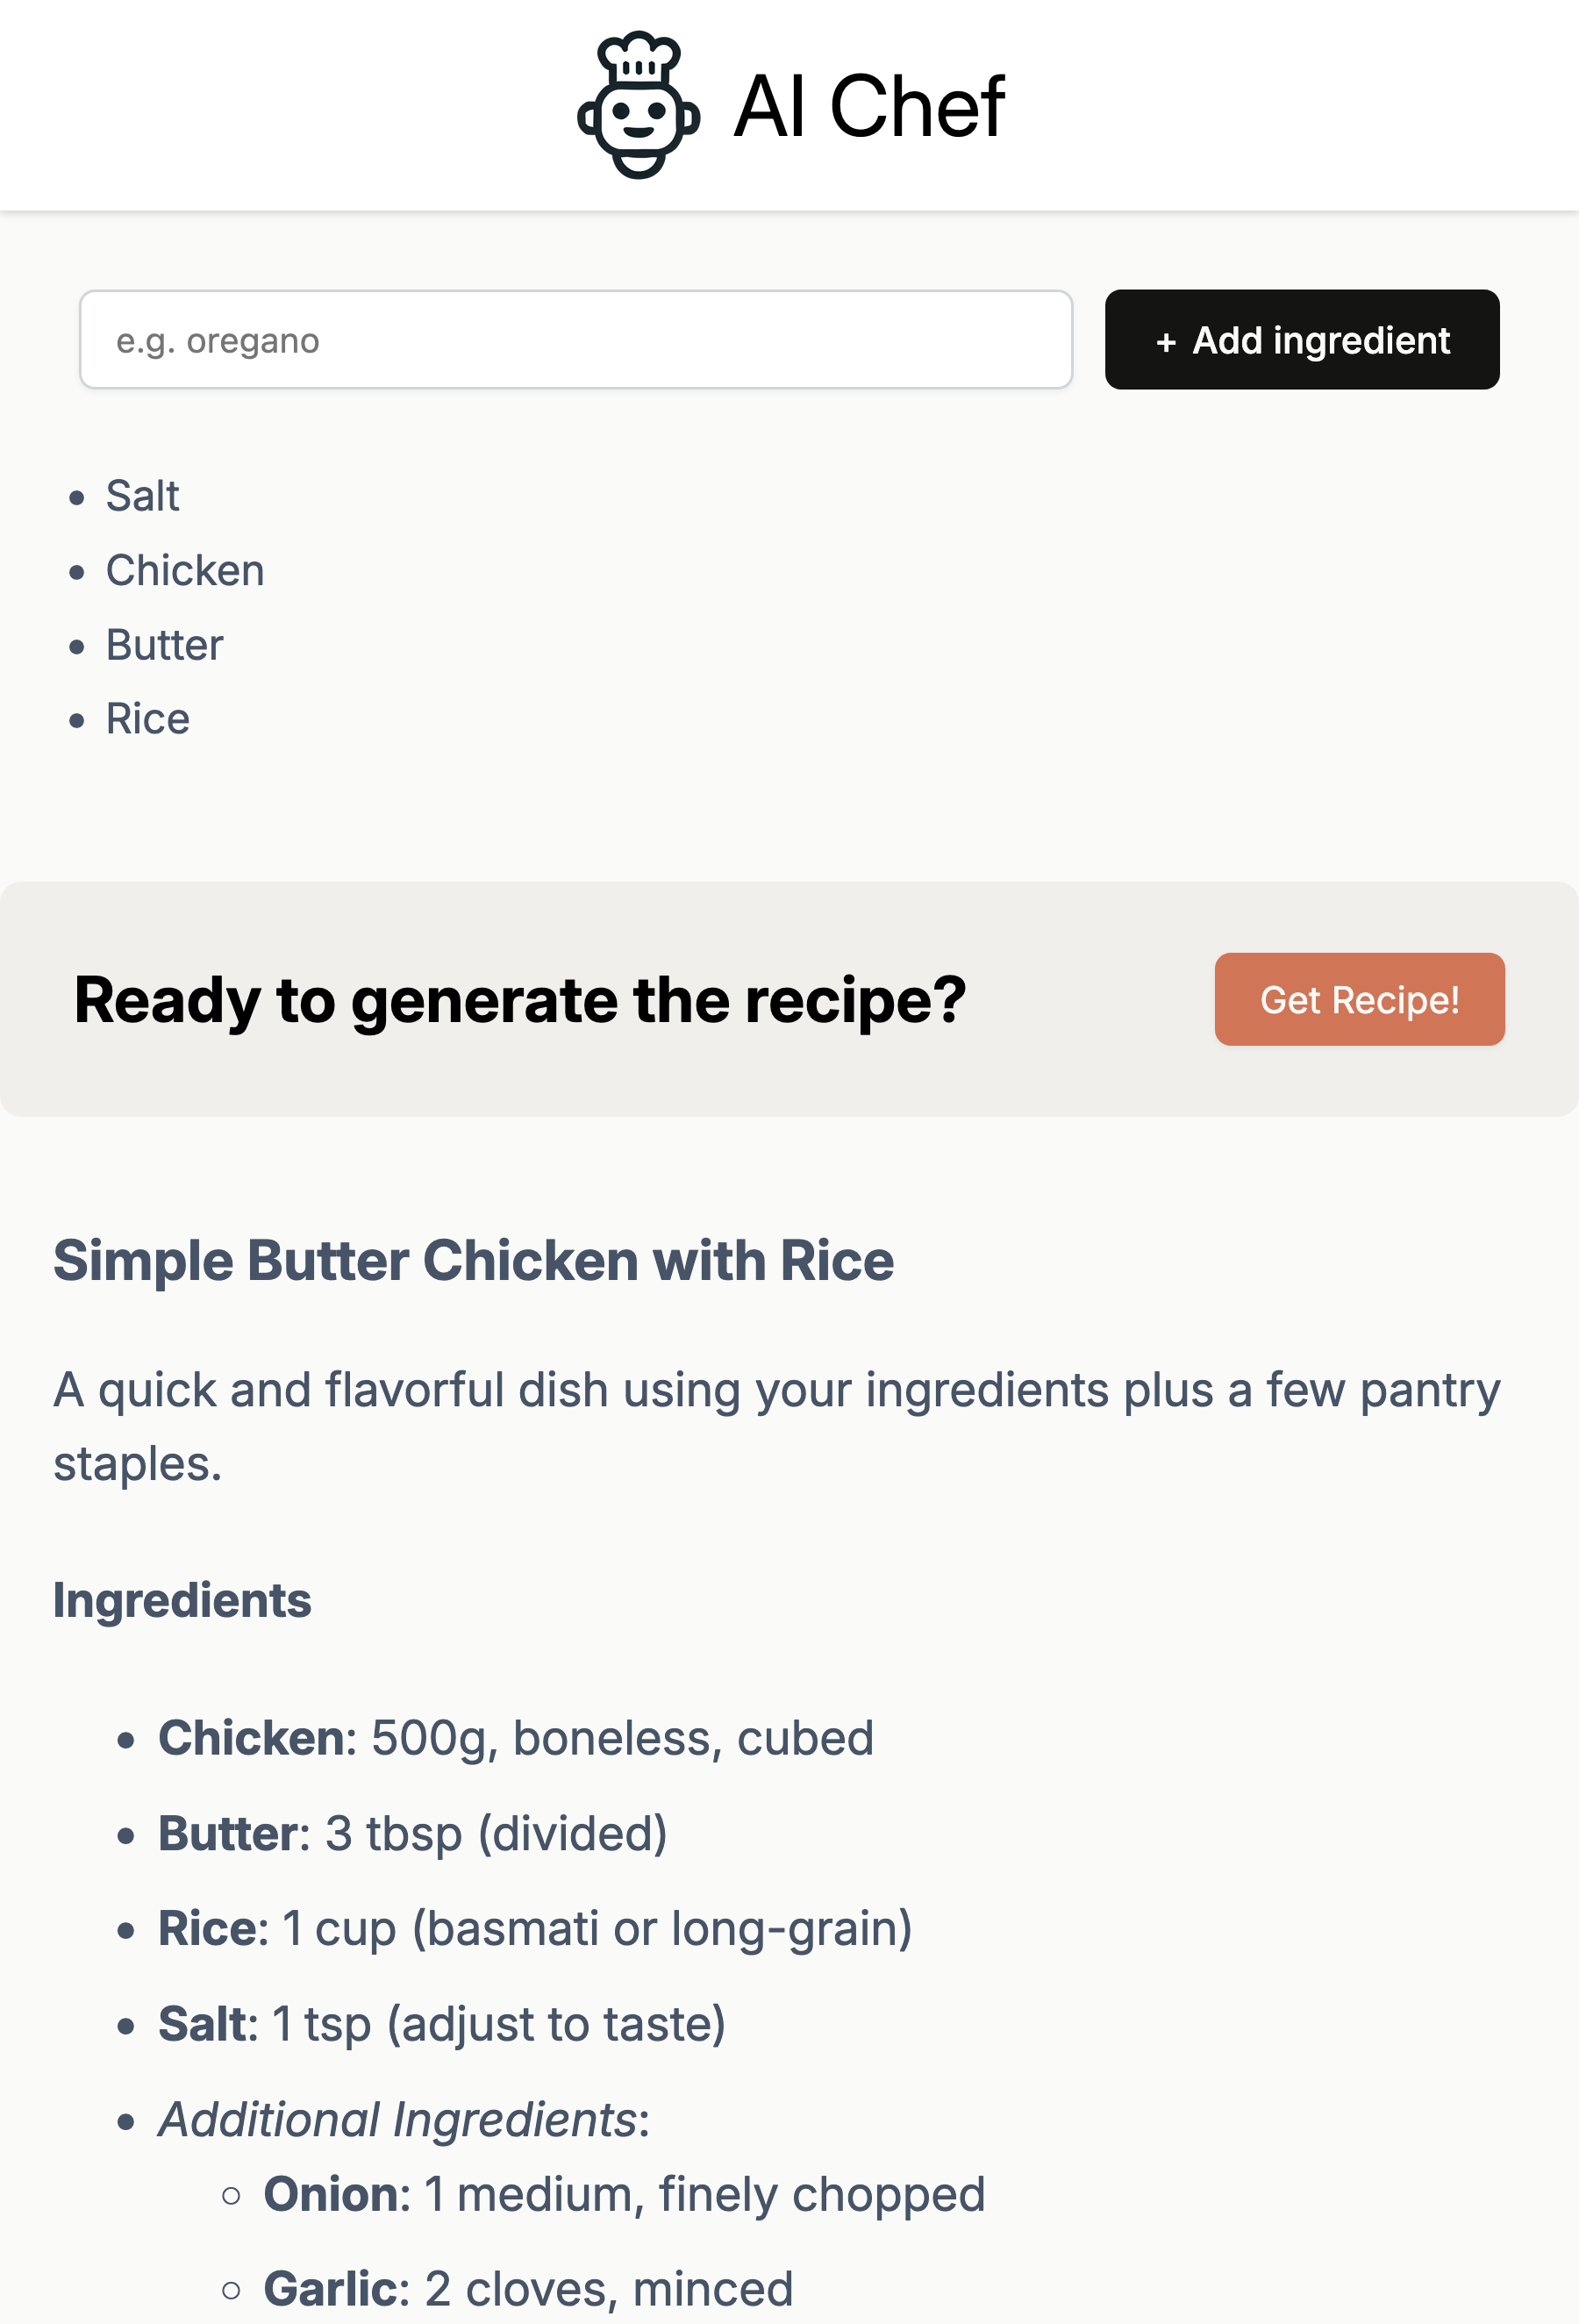 AI Chef
e.g. oregano
+ Add ingredient
Salt
Chicken
Butter
Rice
Ready to generate the recipe?
Get Recipe!
Simple Butter Chicken with Rice
A quick and flavorful dish using your ingredients plus a few pantry
staples.
Ingredients
Chicken: 500g, boneless, cubed
Butter: 3 tbsp (divided)
Rice: 1 cup (basmati or long-grain)
Salt: 1 tsp (adjust to taste)
Additional Ingredients:
Onion: 1 medium, finely chopped
Garlic: 2 cloves, minced